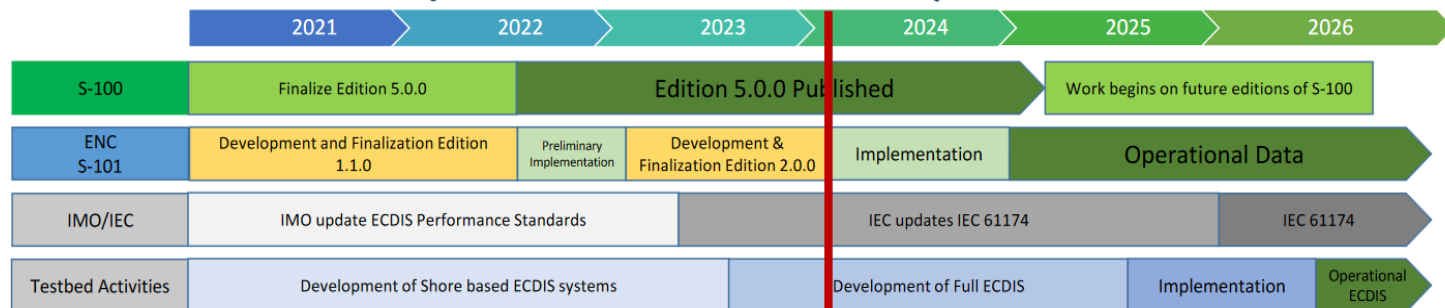 2021 2022 2023 2024 2025 2026
S-100 Finalize Edition 5.0.0 Edition 5.0.0 Published Work begins on future editions of S-100
ENC
S-101
Development and Finalization Edition
1.1.0
Preliminary
Implementation
Development &
Finalization Edition 2.0.0
Implementation
Operational Data
IMO/IEC IMO update ECDIS Performance Standards IEC updates IEC 61174 IEC 61174
Testbed Activities Development of Shore based ECDIS systems Development of Full ECDIS Implementation
Operational
ECDIS